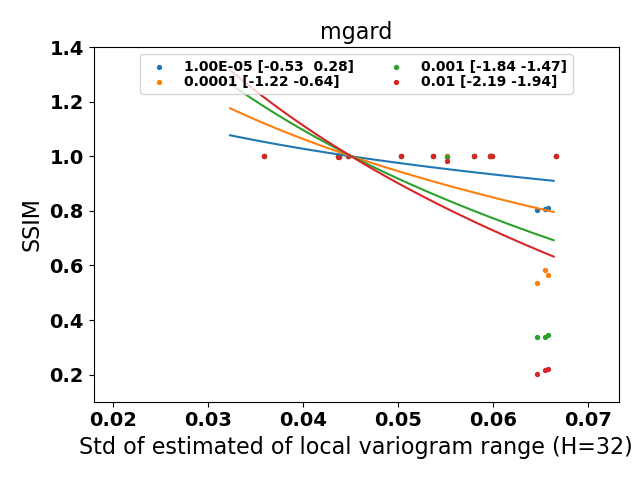 mgard
1.00E-05 [-0.53  0.28]
0.0001 [-1.22 -0.64]
0.001 [-1.84 -1.47]
0.01 [-2.19 -1.94]
1.4
1.2
1.0
0.8
0.6
0.4
0.2
SSIM
0.02 0.03 0.04 0.05 0.06 0.07
Std of estimated of local variogram range (H=32)